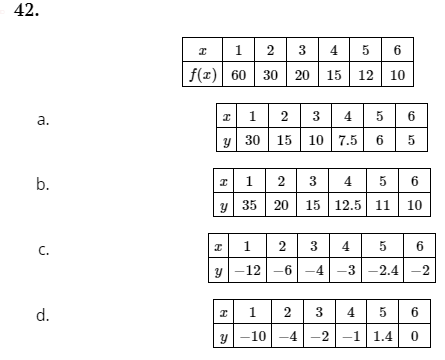 42.
x 1 2 3 4 5 6
f(x) 60 30 20 15 12 10
a.
x 1 2 3 4 5 6
y 30 15 10 7.5 6 5
b.
x 1 2 3 4 5 6
y 35 20 15 12.5 11 10
c.
x 1 2 3 4 5 6
y −12 −6 −4 −3 −2.4 −2
d.
x 1 2 3 4 5 6
y −10 −4 −2 −1 1.4 0